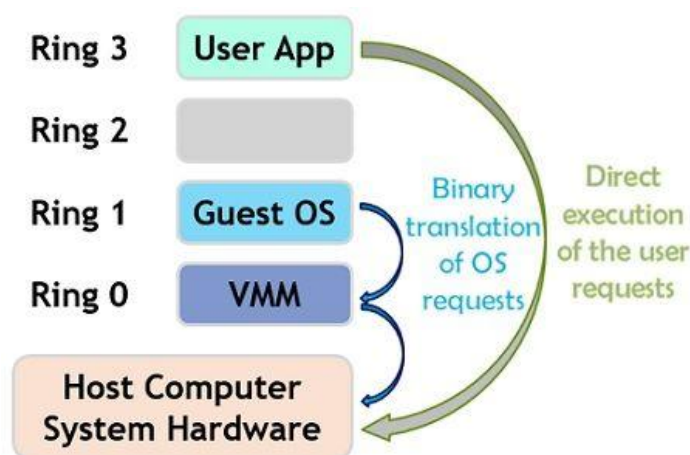 Ring 3 User App
Ring 2
Ring 1 Guest OS
Ring 0 VMM
Host Computer
System Hardware
Binary
translation
of OS
requests
Direct
execution
of the user
requests